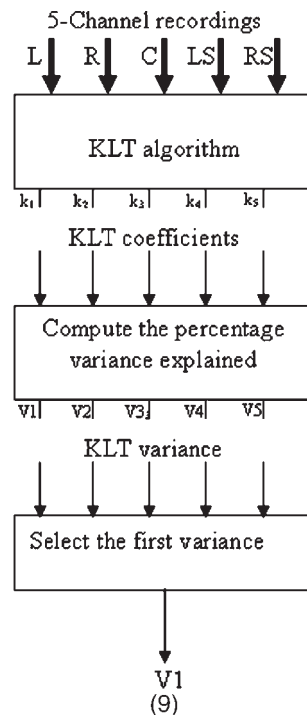 5-Channel recordings
L R C LS RS
KLT algorithm
k₁ k₂ k₃ k₄ k₅
KLT coefficients
Compute the percentage
variance explained
V1 V2 V3 V4 V5
KLT variance
Select the first variance
V1
(9)